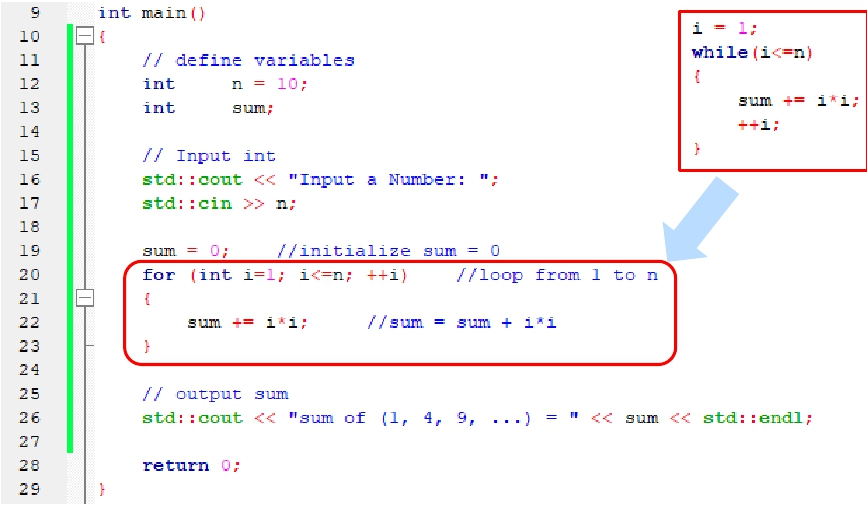 9 int main()
10 {
11 // define variables
12 int n = 10;
13 int sum;
14
15 // Input int
16 std::cout << "Input a Number: ";
17 std::cin >> n;
18
19 sum = 0; //initialize sum = 0
20 for (int i=1; i<=n; ++i) //loop from 1 to n
21 {
22 sum += i*i; //sum = sum + i*i
23 }
24
25 // output sum
26 std::cout << "sum of (1, 4, 9, ...) = " << sum << std::endl;
27
28 return 0;
29 }
i = 1;
while(i<=n)
{
sum += i*i;
++i;
}